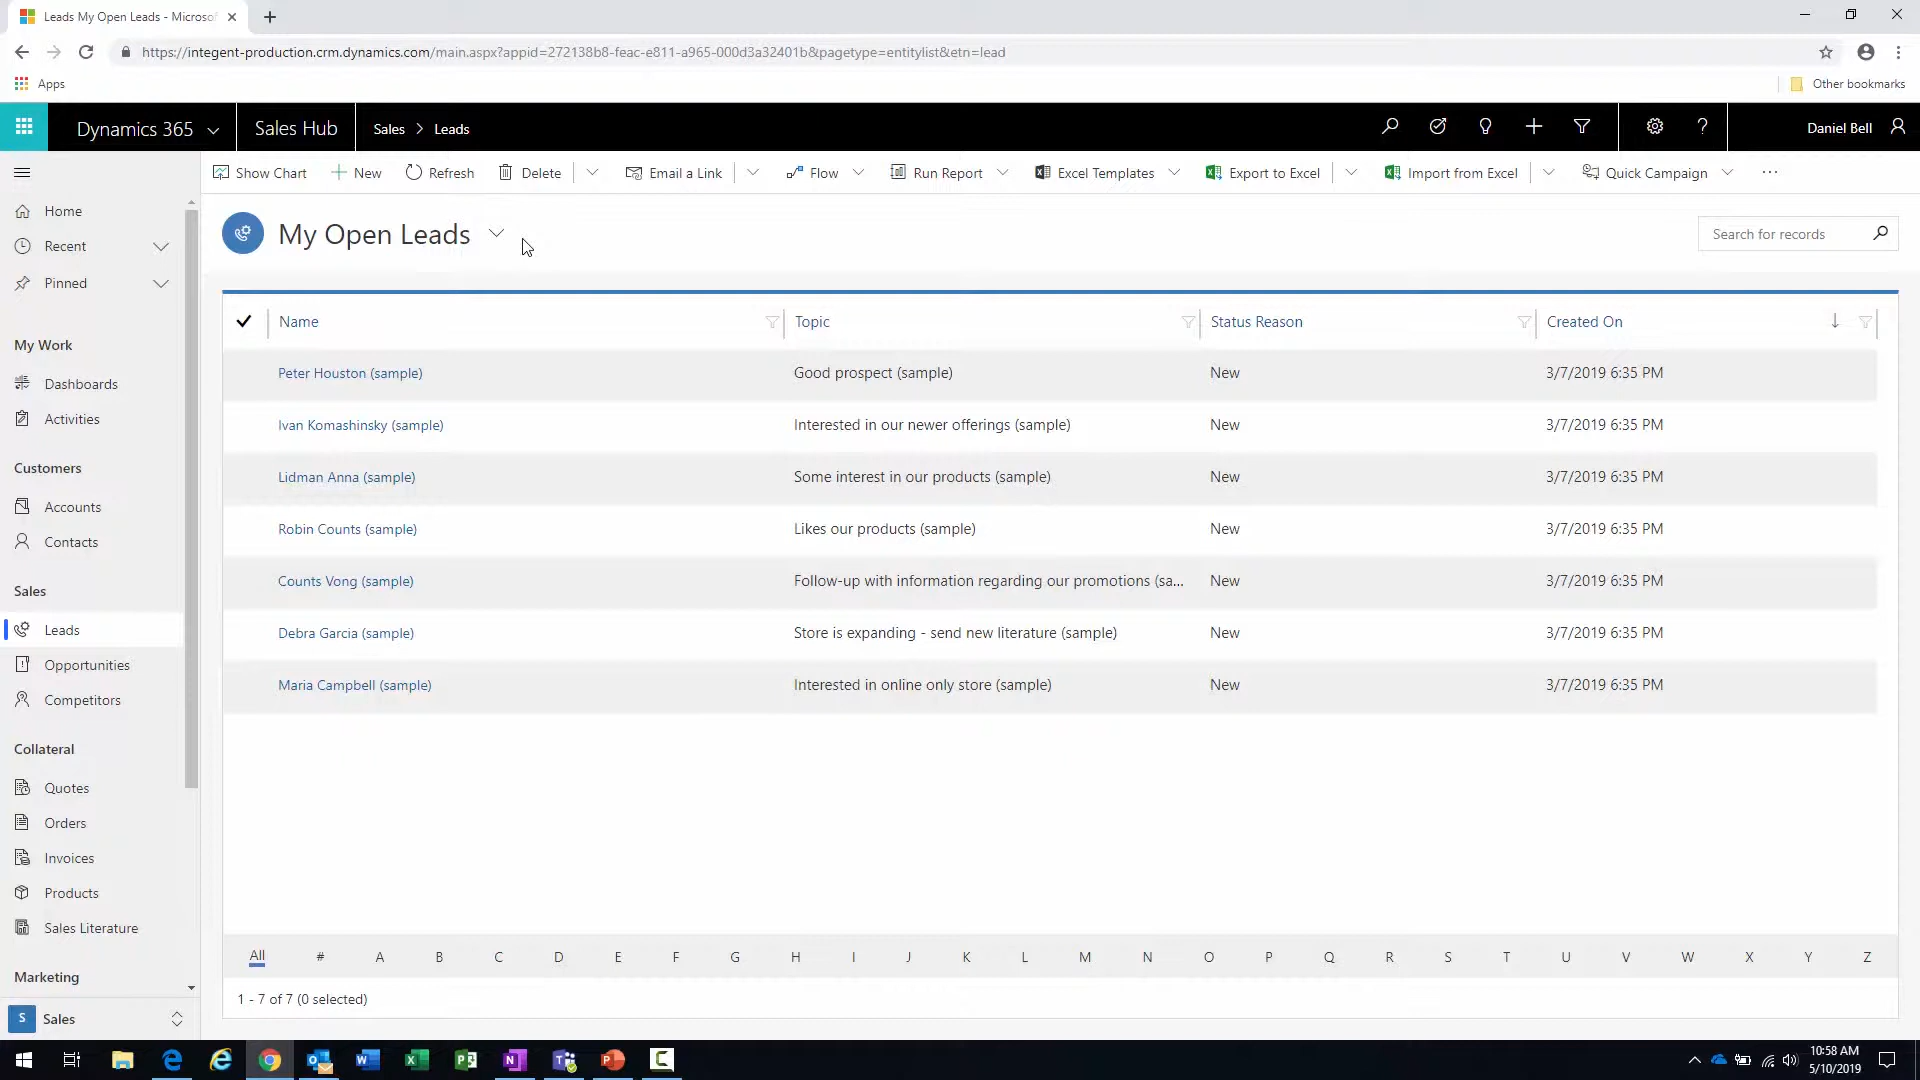 Leads My Open Leads - Microsof
https://integent-production.crm.dynamics.com/main.aspx?appid=272138b8-feac-e811-a965-000d3a32401b&pagetype=entitylist&etn=lead
Apps
Other bookmarks
Dynamics 365
Sales Hub
Sales > Leads
Daniel Bell
Show Chart
New
Refresh
Delete
Email a Link
Flow
Run Report
Excel Templates
Export to Excel
Import from Excel
Quick Campaign
Home
Recent
Pinned
My Work
Dashboards
Activities
Customers
Accounts
Contacts
Sales
Leads
Opportunities
Competitors
Collateral
Quotes
Orders
Invoices
Products
Sales Literature
Marketing
S Sales
My Open Leads
Search for records
Name Topic Status Reason Created On
Peter Houston (sample) Good prospect (sample) New 3/7/2019 6:35 PM
Ivan Komashinsky (sample) Interested in our newer offerings (sample) New 3/7/2019 6:35 PM
Lidman Anna (sample) Some interest in our products (sample) New 3/7/2019 6:35 PM
Robin Counts (sample) Likes our products (sample) New 3/7/2019 6:35 PM
Counts Vong (sample) Follow-up with information regarding our promotions (sa... New 3/7/2019 6:35 PM
Debra Garcia (sample) Store is expanding - send new literature (sample) New 3/7/2019 6:35 PM
Maria Campbell (sample) Interested in online only store (sample) New 3/7/2019 6:35 PM
All # A B C D E F G H I J K L M N O P Q R S T U V W X Y Z
1 - 7 of 7 (0 selected)
10:58 AM
5/10/2019